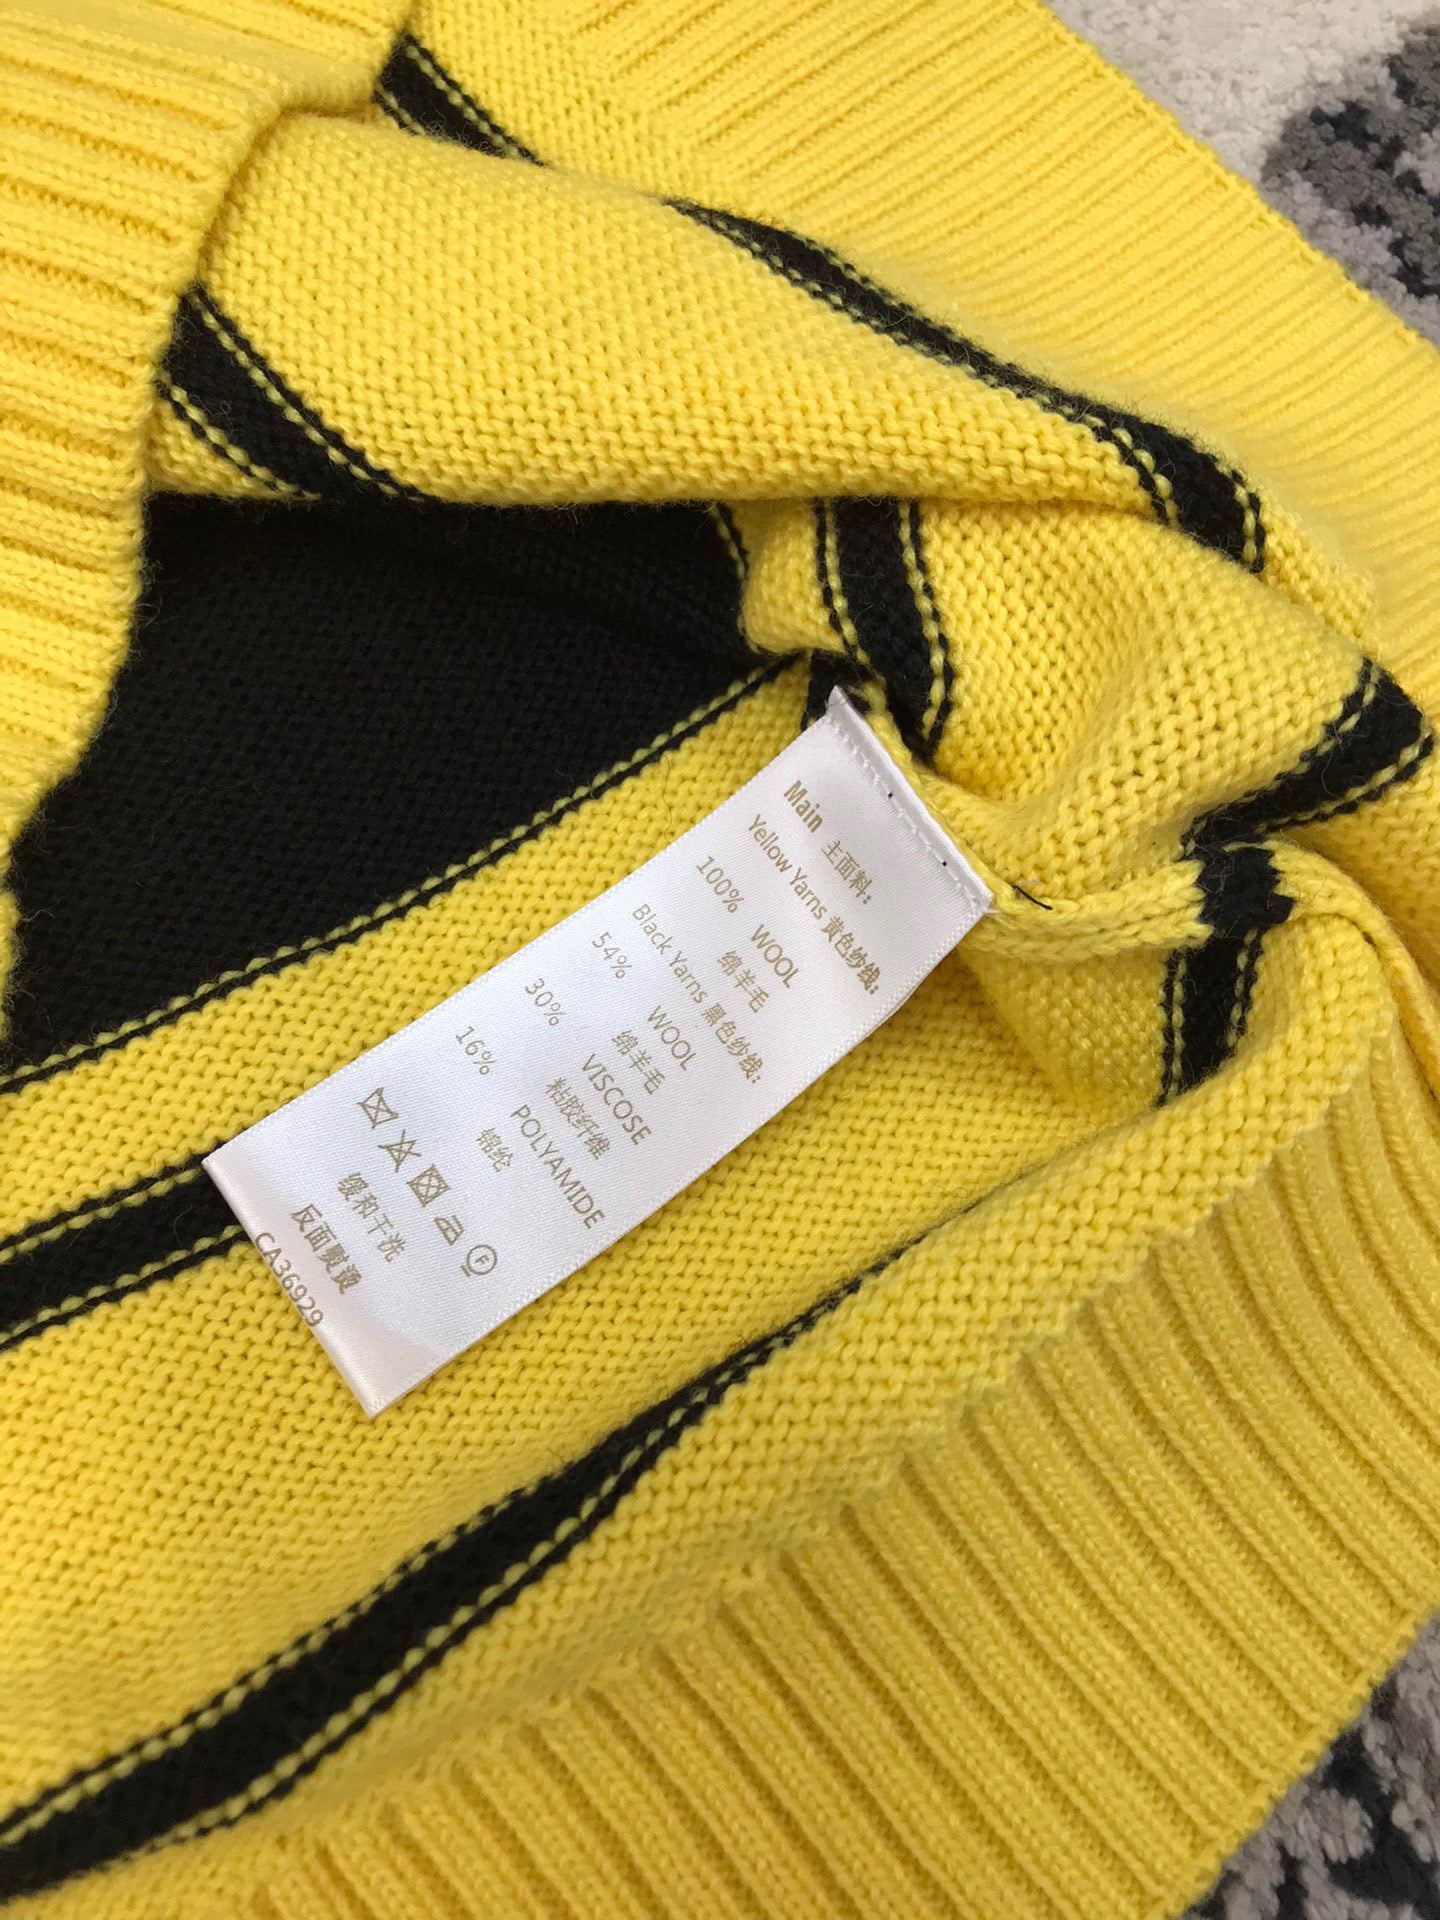 Main 主面料:
Yellow Yarns 黄色纱线:
100% WOOL
绵羊毛
Black Yarns 黑色纱线:
54% WOOL
绵羊毛
30% VISCOSE
粘胶纤维
16% POLYAMIDE
锦纶
F
缓和干洗
反面熨烫
CA36929